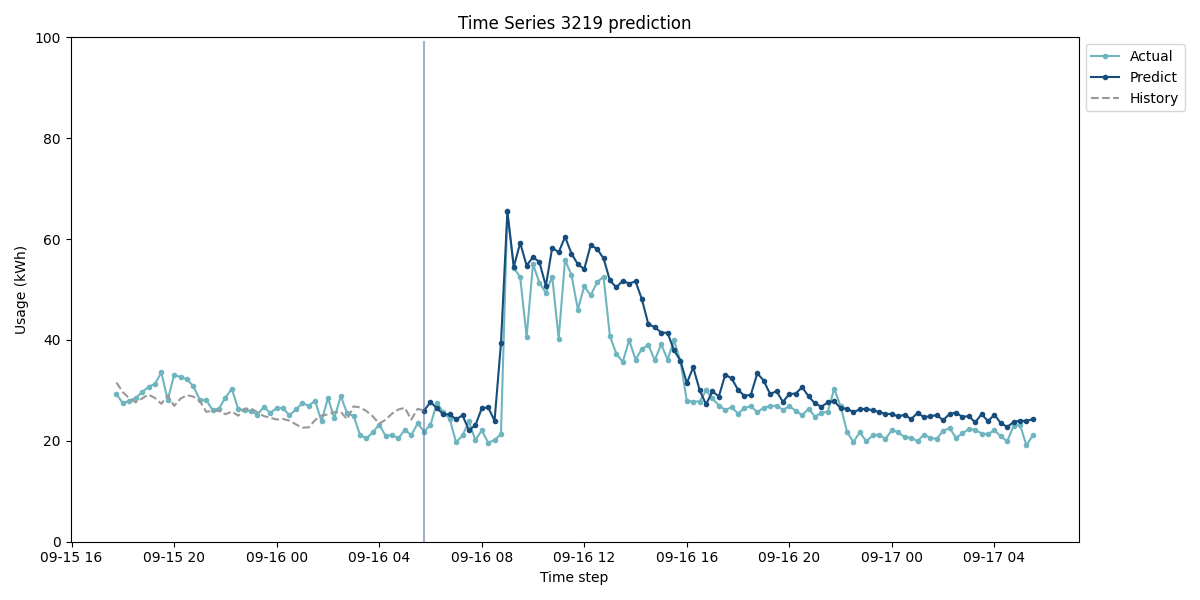 Time Series 3219 prediction
100
80
60
40
20
0
Usage (kWh)
09-15 16
09-15 20
09-16 00
09-16 04
09-16 08
09-16 12
09-16 16
09-16 20
09-17 00
09-17 04
Time step
Actual
Predict
History